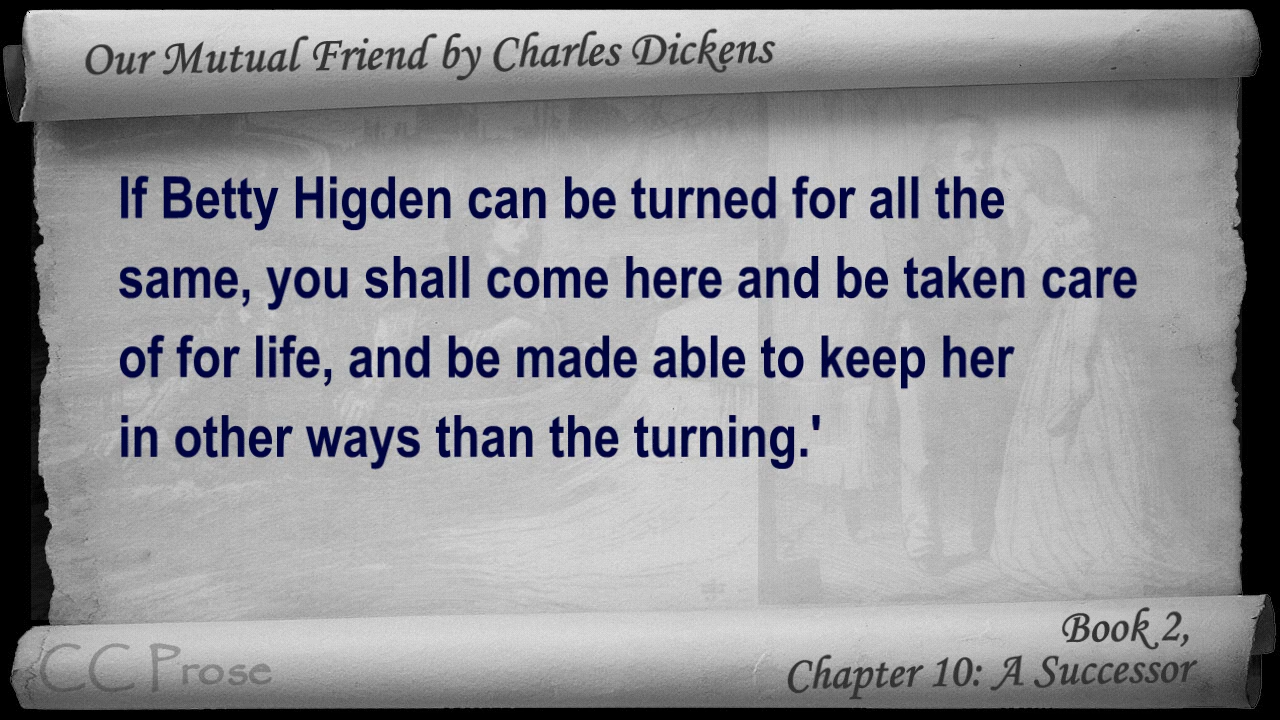 Our Mutual Friend by Charles Dickens
If Betty Higden can be turned for all the
same, you shall come here and be taken care
of for life, and be made able to keep her
in other ways than the turning.'
CC Prose
Book 2,
Chapter 10: A Successor